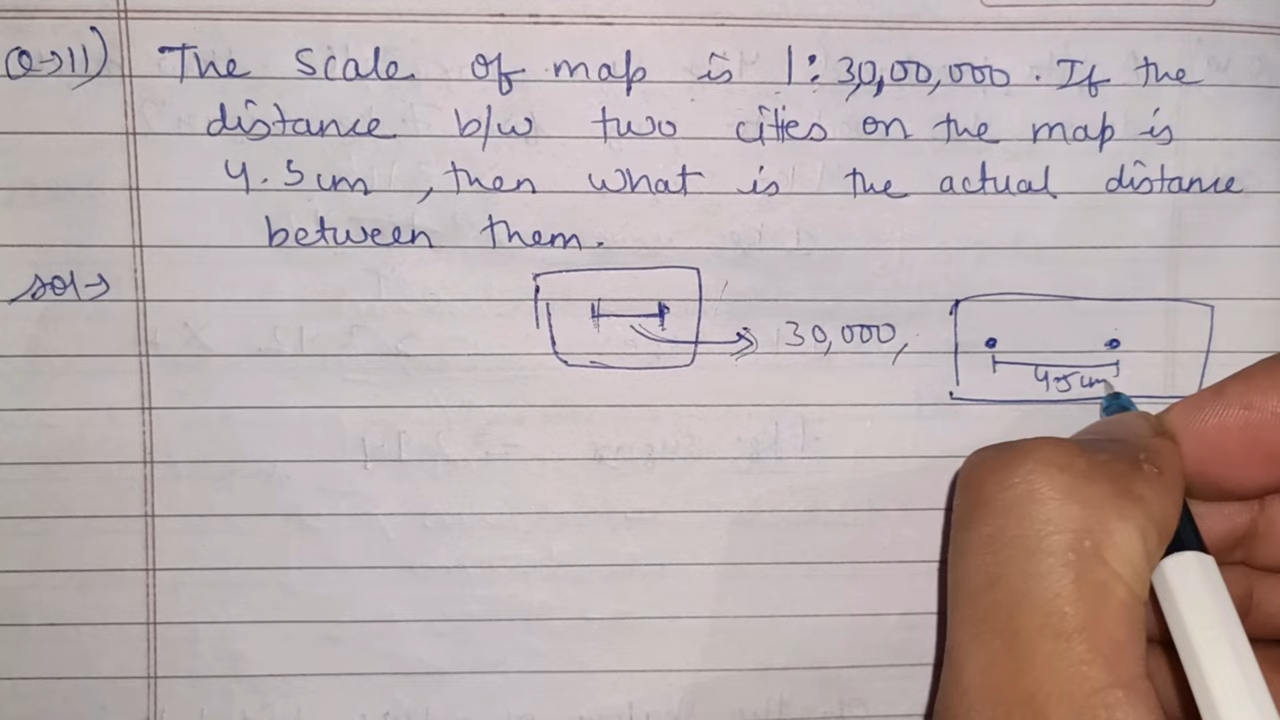 Q→11) The scale of map is 1:30,00,000. If the
distance b/w two cities on the map is
4.5cm, then what is the actual distance
between them.
Sol→
30,000,
4.5cm